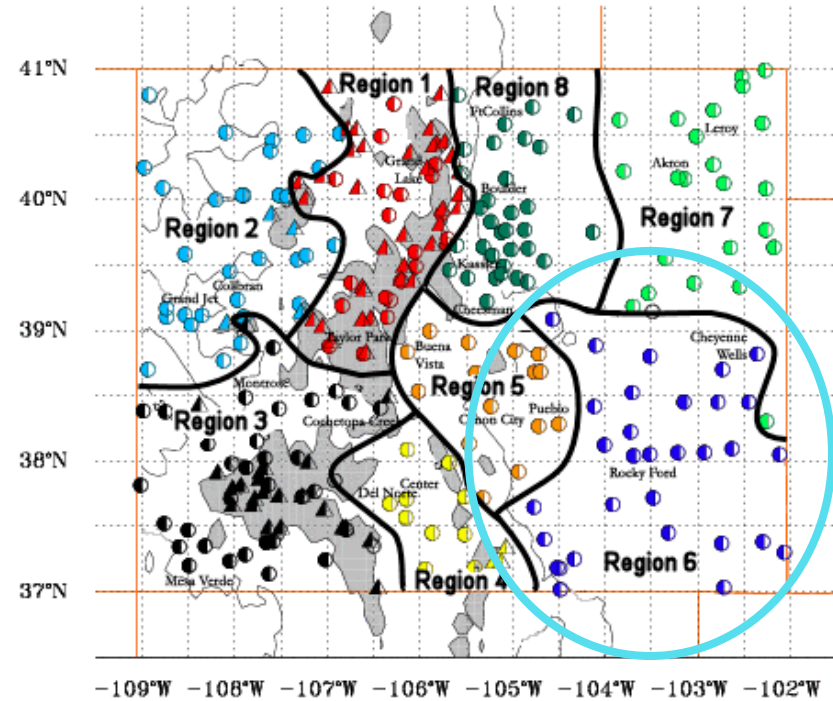 41°N
Region 1
Region 8
FtCollins
Leroy
Grand
Lake
Akron
40°N
Boulder
Region 2
Region 7
Kassler
Collbran
Grand Jct
Cheesman
39°N
Taylor Park
Buena
Vista
Cheyenne
Wells
Montrose
Region 5
Region 3
Cochetopa Creek
Canon City
Pueblo
38°N
Rocky Ford
Del Norte
Center
Region 6
Mesa Verde
Region 4
37°N
-109°W -108°W -107°W -106°W -105°W -104°W -103°W -102°W